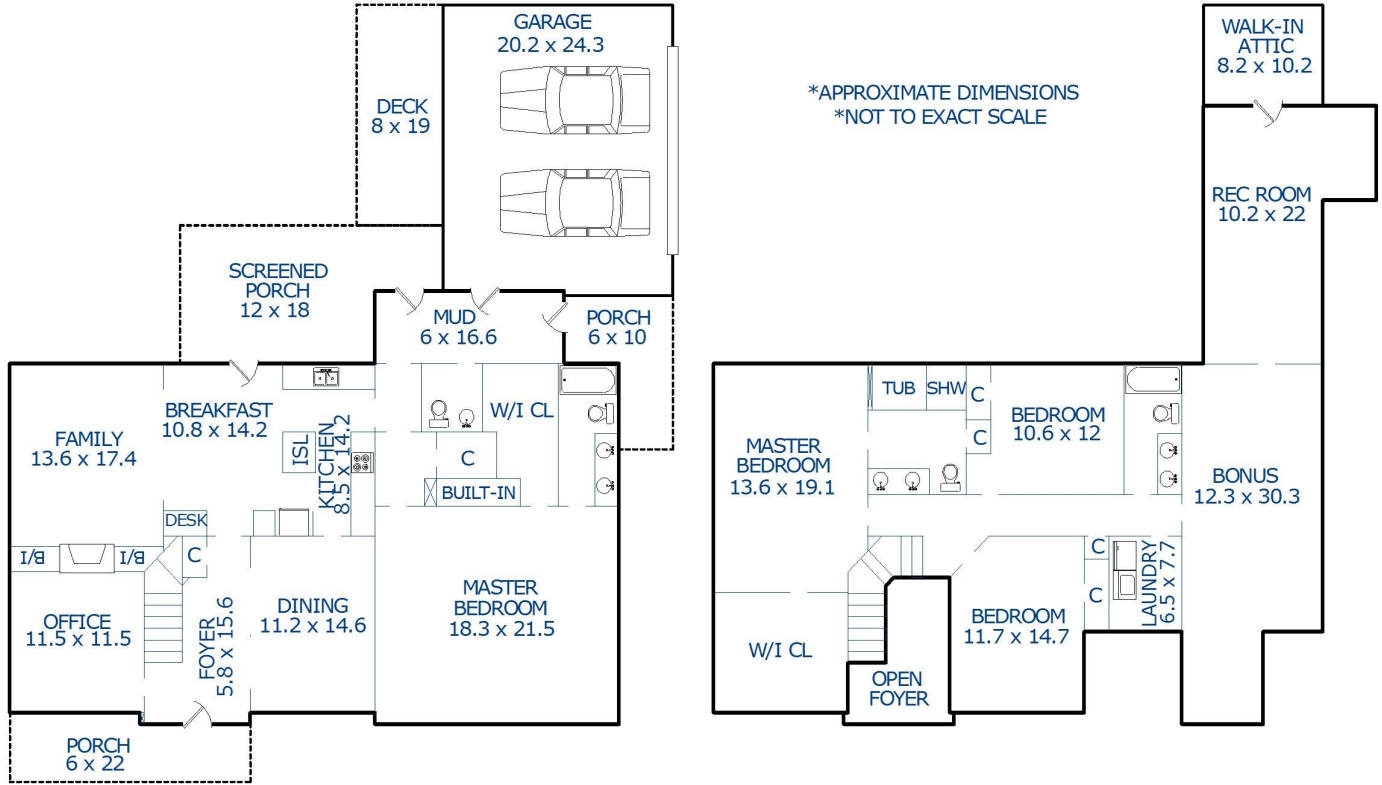 GARAGE
20.2 x 24.3
DECK
8 x 19
SCREENED
PORCH
12 x 18
MUD
6 x 16.6
PORCH
6 x 10
FAMILY
13.6 x 17.4
BREAKFAST
10.8 x 14.2
ISL
KITCHEN
8.5 x 14.2
W/I CL
C
BUILT-IN
DESK
C
B/I
B/I
OFFICE
11.5 x 11.5
FOYER
5.8 x 15.6
DINING
11.2 x 14.6
MASTER
BEDROOM
18.3 x 21.5
PORCH
6 x 22
*APPROXIMATE DIMENSIONS
*NOT TO EXACT SCALE
WALK-IN
ATTIC
8.2 x 10.2
REC ROOM
10.2 x 22
TUB
SHW
C
C
MASTER
BEDROOM
13.6 x 19.1
BEDROOM
10.6 x 12
BONUS
12.3 x 30.3
C
C
LAUNDRY
6.5 x 7.7
BEDROOM
11.7 x 14.7
W/I CL
OPEN
FOYER